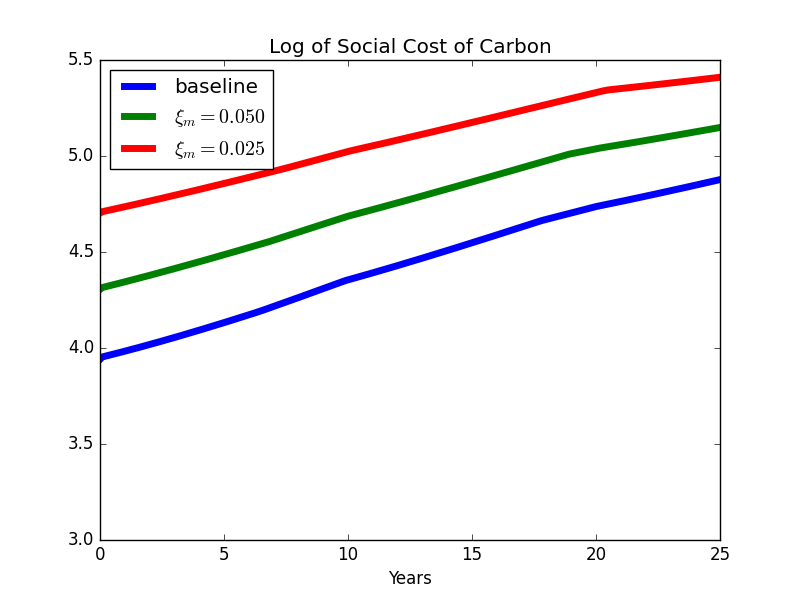 Log of Social Cost of Carbon
5.5
5.0
4.5
4.0
3.5
3.0
baseline
ξm = 0.050
ξm = 0.025
0 5 10 15 20 25
Years